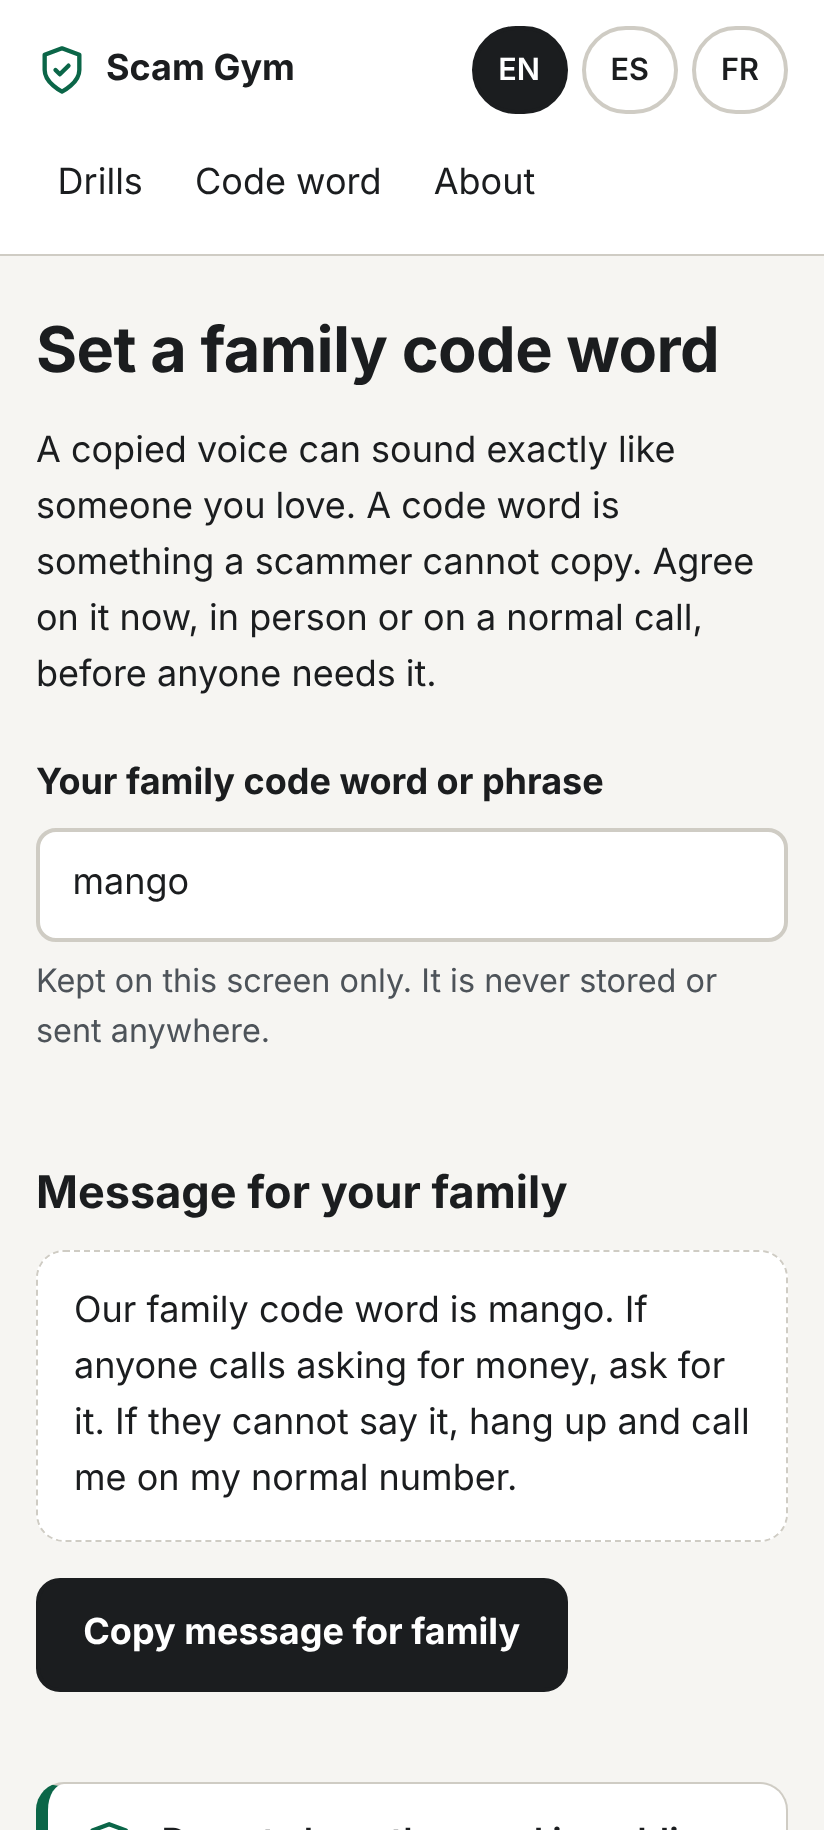 Scam Gym
EN
ES
FR
Drills
Code word
About
Set a family code word
A copied voice can sound exactly like
someone you love. A code word is
something a scammer cannot copy. Agree
on it now, in person or on a normal call,
before anyone needs it.
Your family code word or phrase
mango
Kept on this screen only. It is never stored or
sent anywhere.
Message for your family
Our family code word is mango. If
anyone calls asking for money, ask for
it. If they cannot say it, hang up and call
me on my normal number.
Copy message for family